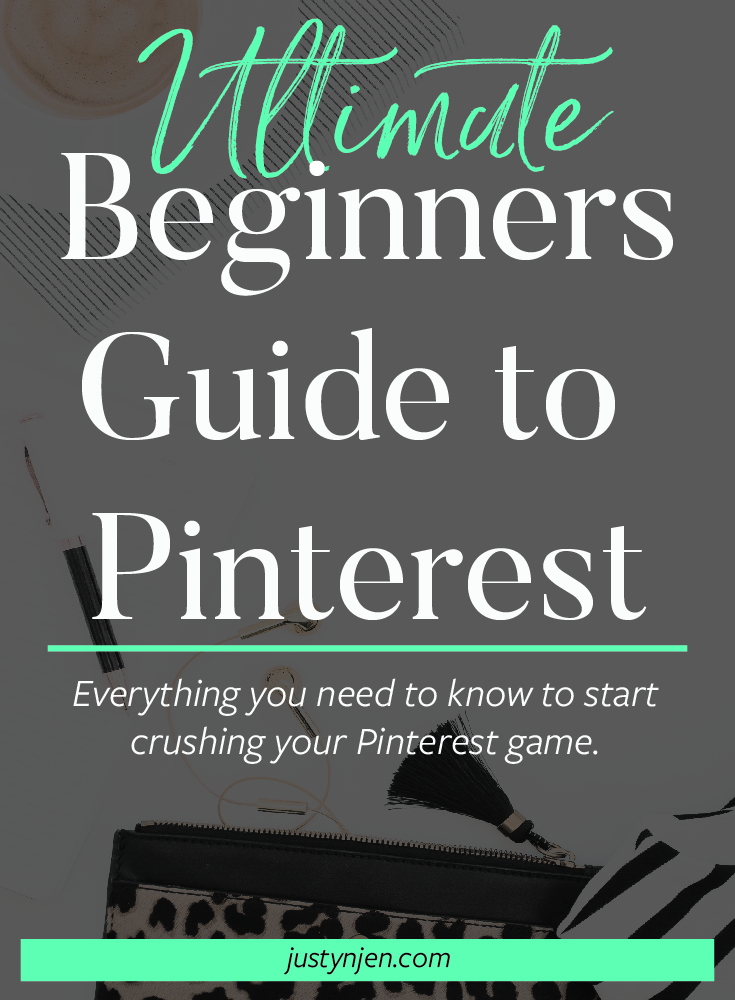 Ultimate
Beginners
Guide to
Pinterest
Everything you need to know to start
crushing your Pinterest game.
justynjen.com